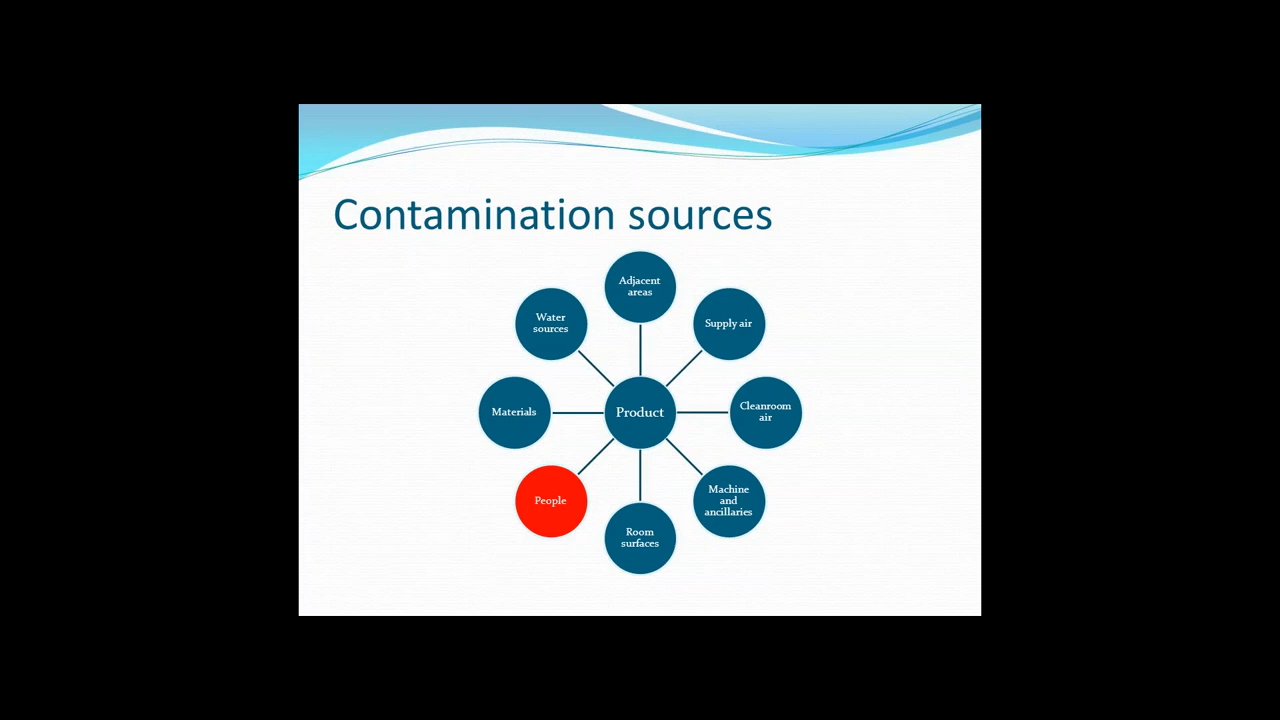 Contamination sources
Adjacent
areas
Water
sources
Supply air
Materials
Product
Cleanroom
air
People
Machine
and
ancillaries
Room
surfaces